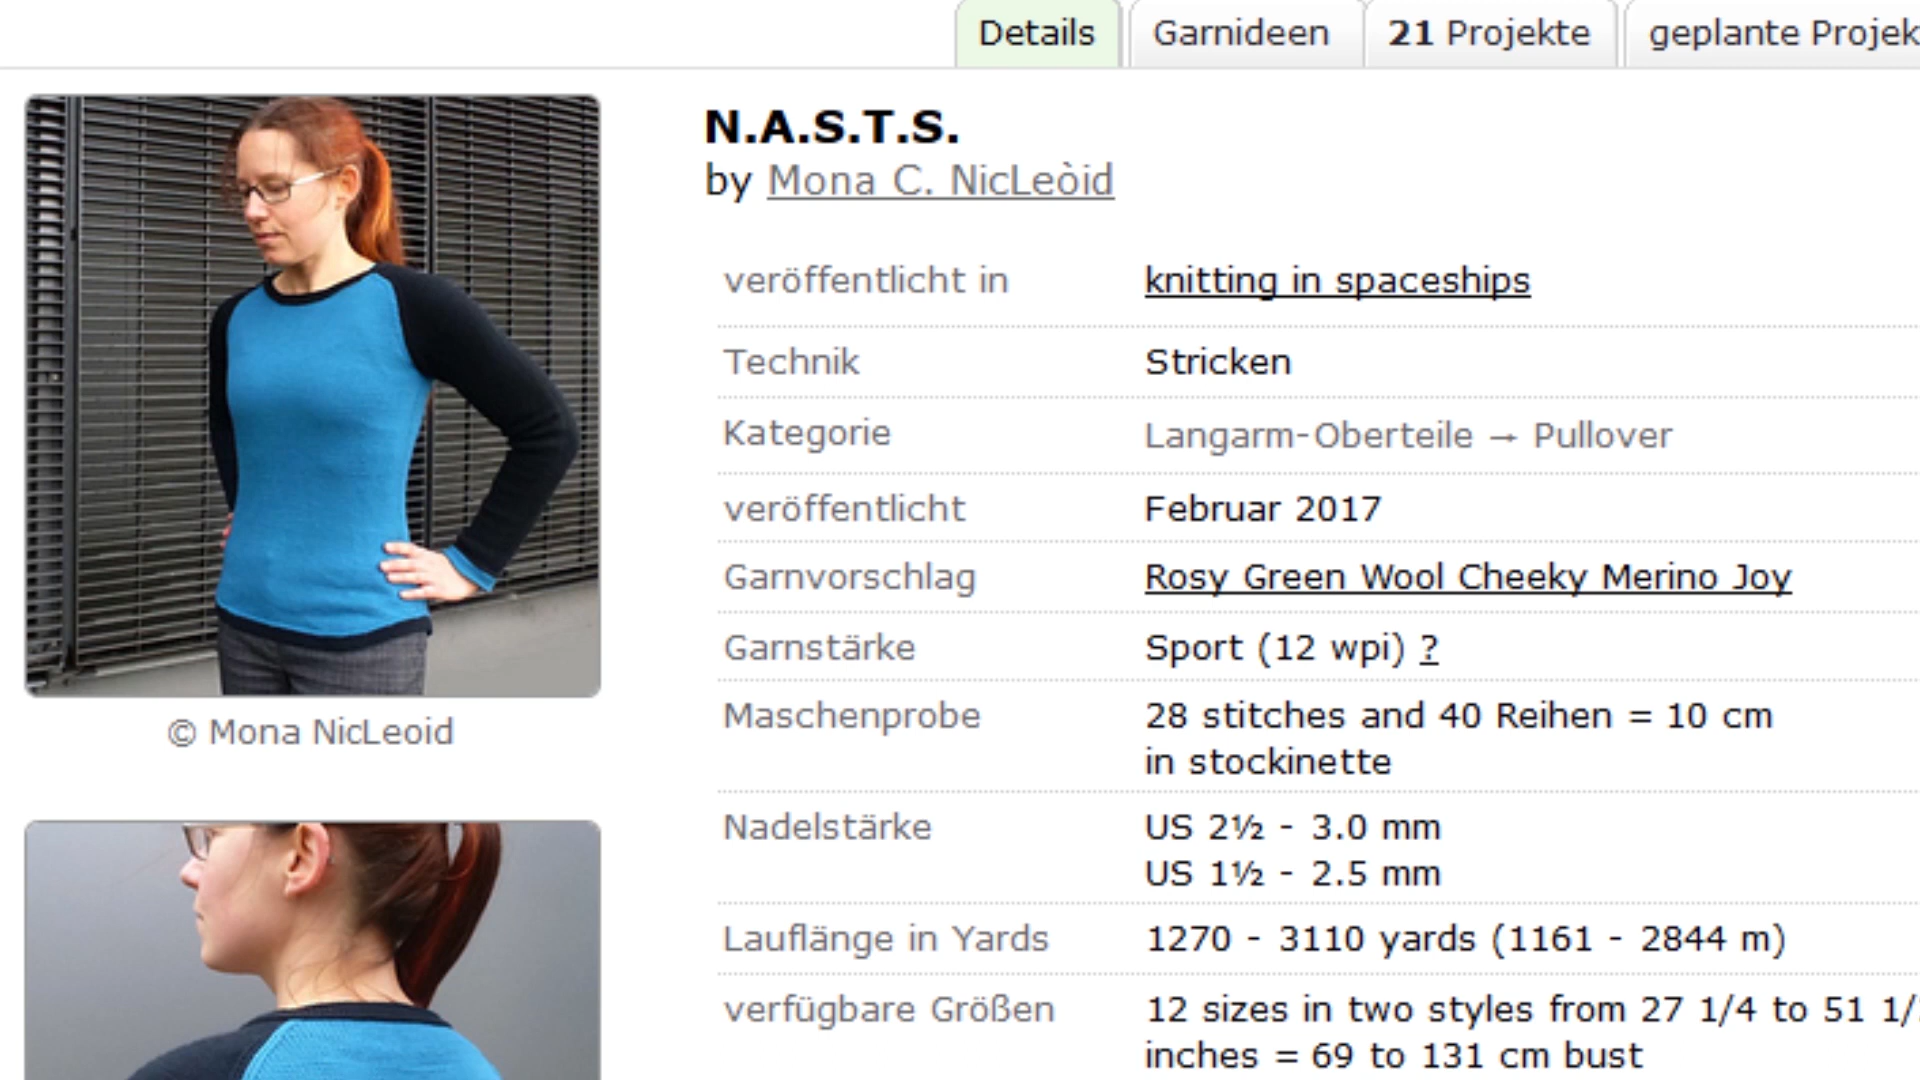 Details
Garnideen
21 Projekte
geplante Projek
N.A.S.T.S.
by Mona C. NicLeòid
veröffentlicht in knitting in spaceships
Technik Stricken
Kategorie Langarm-Oberteile → Pullover
veröffentlicht Februar 2017
Garnvorschlag Rosy Green Wool Cheeky Merino Joy
Garnstärke Sport (12 wpi) ?
Maschenprobe 28 stitches and 40 Reihen = 10 cm
in stockinette
Nadelstärke US 2½ - 3.0 mm
US 1½ - 2.5 mm
Lauflänge in Yards 1270 - 3110 yards (1161 - 2844 m)
verfügbare Größen 12 sizes in two styles from 27 1/4 to 51 1/
inches = 69 to 131 cm bust
© Mona NicLeoid